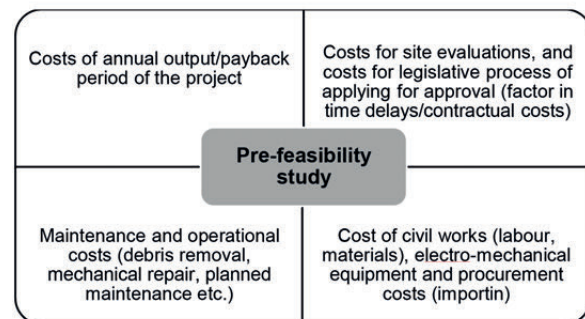 Costs of annual output/payback
period of the project
Costs for site evaluations, and
costs for legislative process of
applying for approval (factor in
time delays/contractual costs)
Pre-feasibility
study
Maintenance and operational
costs (debris removal,
mechanical repair, planned
maintenance etc.)
Cost of civil works (labour,
materials), electro-mechanical
equipment and procurement
costs (importin)